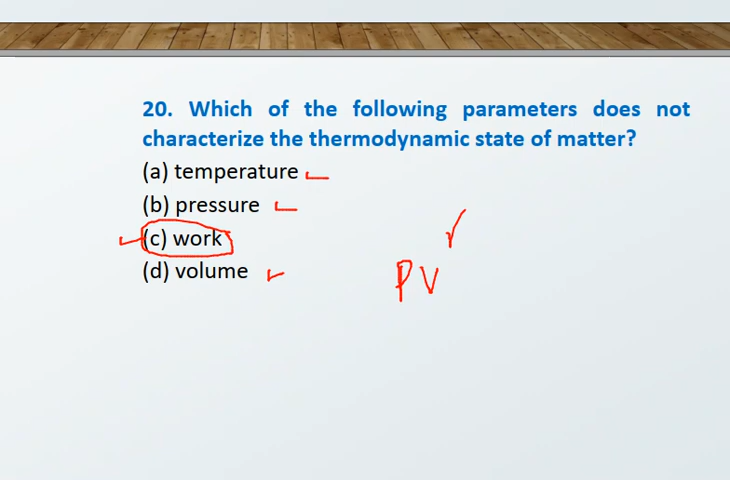 20. Which of the following parameters does not
characterize the thermodynamic state of matter?
(a) temperature
(b) pressure
(c) work
(d) volume
PV